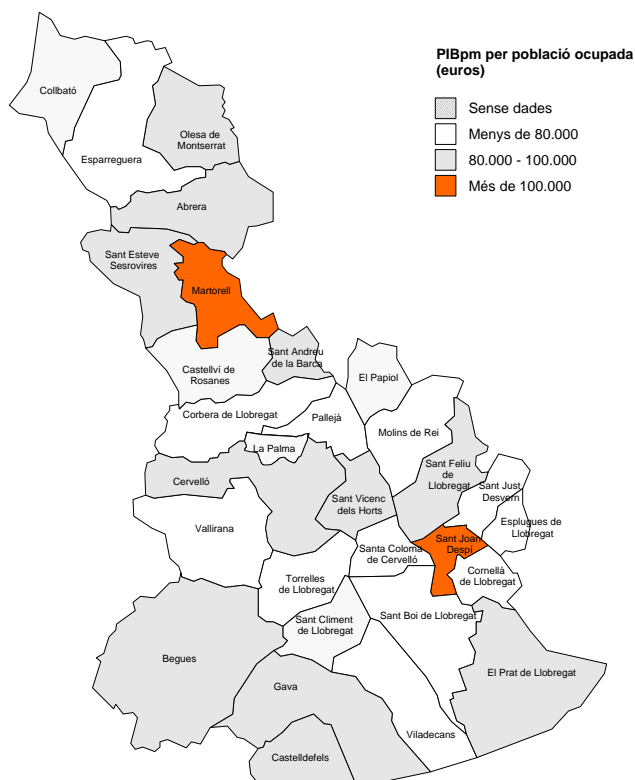 PIBpm per població ocupada
(euros)
Sense dades
Menys de 80.000
80.000 - 100.000
Més de 100.000
Collbató
Olesa de
Montserrat
Esparreguera
Abrera
Sant Esteve
Sesrovires
Martorell
Sant Andreu
de la Barca
Castellví de
Rosanes
El Papiol
Corbera de Llobregat
Pallejà
Molins de Rei
La Palma
Cervelló
Sant Feliu
de
Llobregat
Sant Just
Desvern
Sant Vicenc
dels Horts
Esplugues de
Llobregat
Vallirana
Sant Joan
Despí
Santa Coloma
de Cervelló
Cornellà
de Llobregat
Torrelles
de Llobregat
Sant Climent
de Llobregat
Sant Boi de Llobregat
Begues
El Prat de Llobregat
Gava
Viladecans
Castelldefels